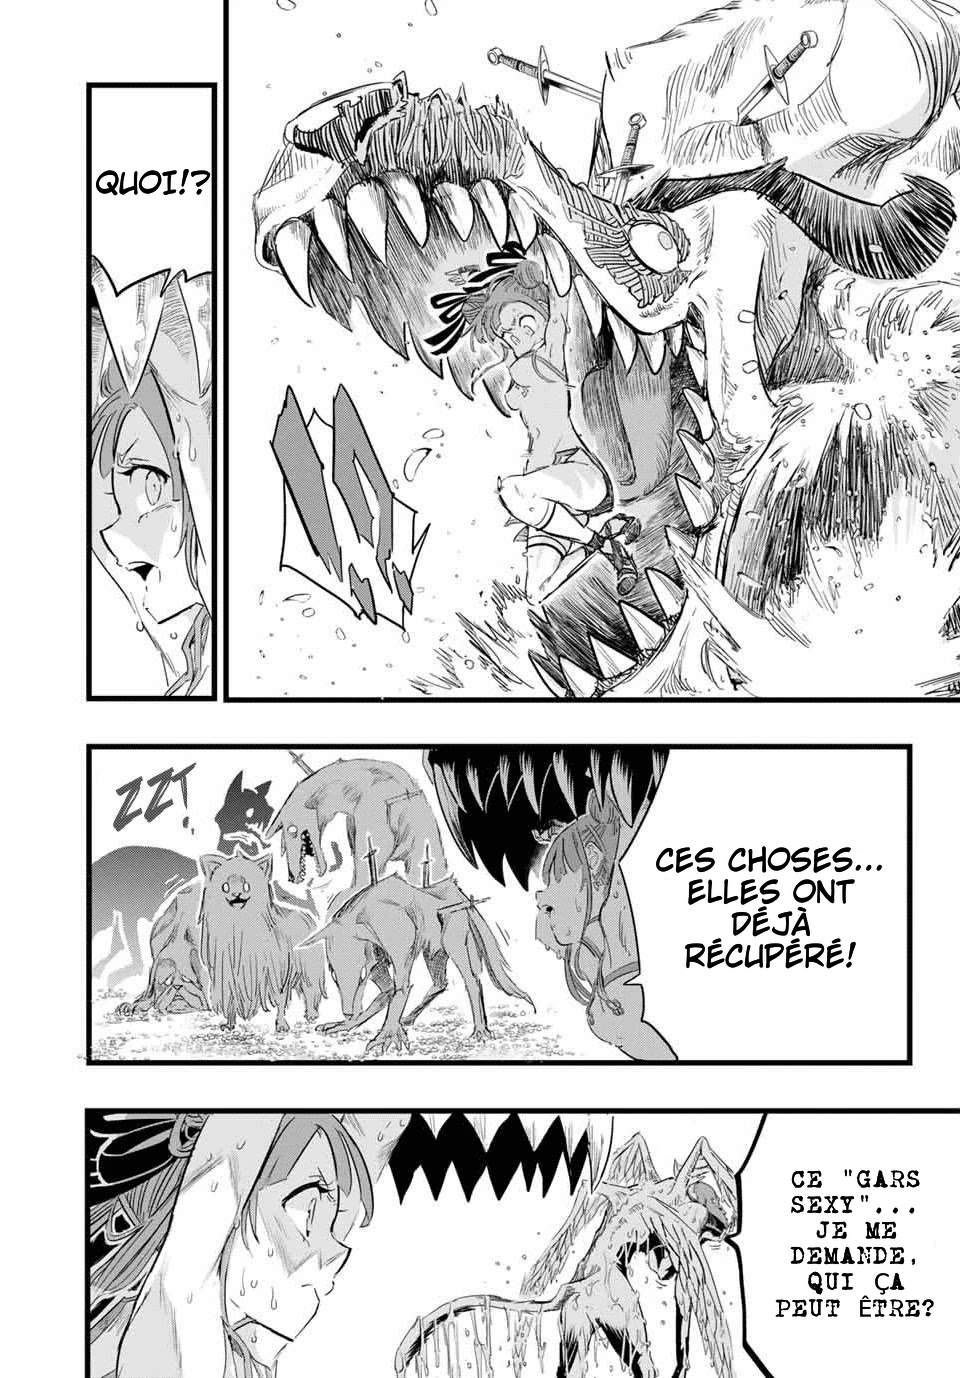 QUOI!?
ZZT!
CES CHOSES...
ELLES ONT
DÉJÀ
RÉCUPÉRÉ!
CE "GARS
SEXY"...
JE ME
DEMANDE,
QUI ÇA
PEUT ÊTRE?